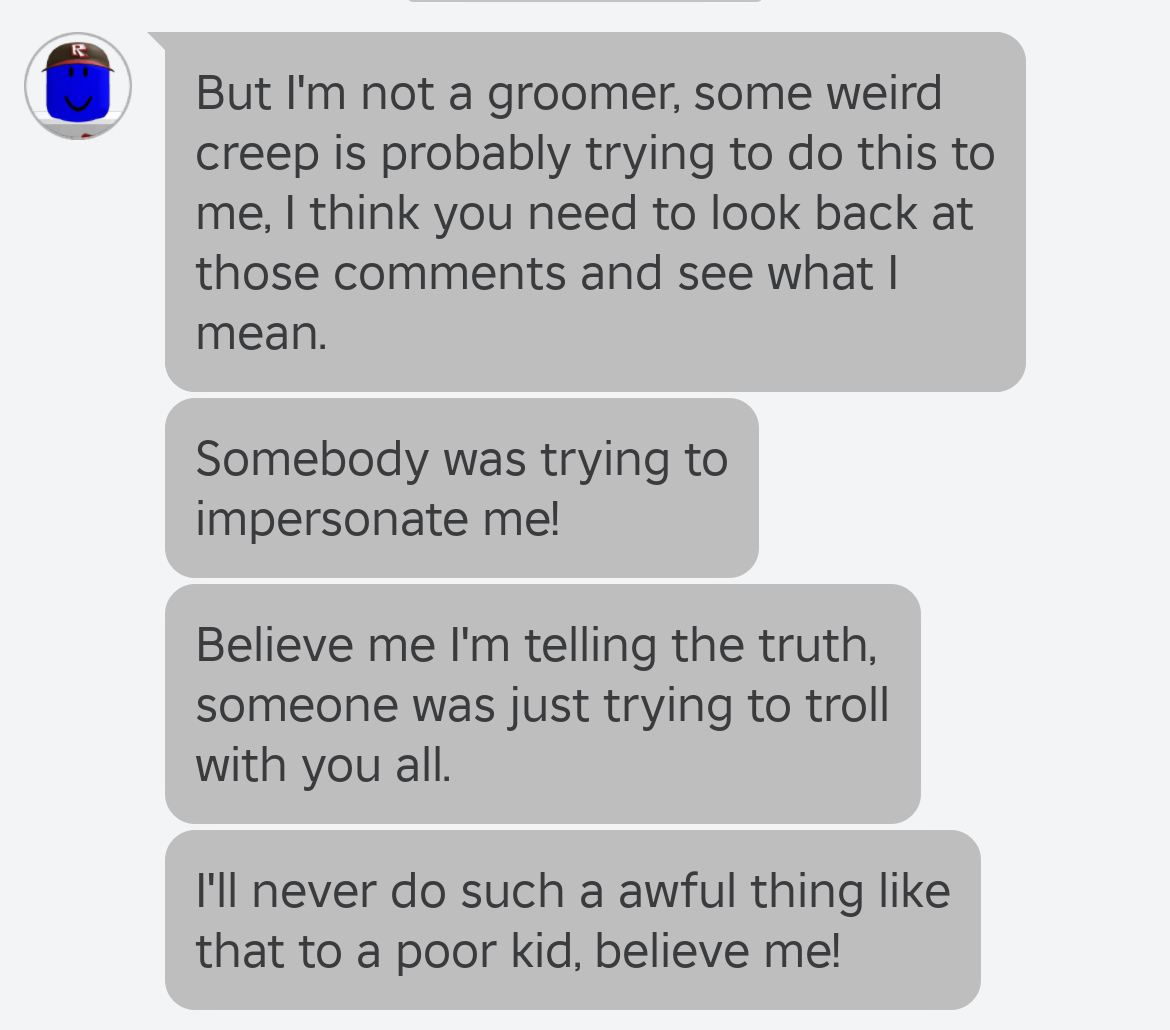 R
But I'm not a groomer, some weird
creep is probably trying to do this to
me, I think you need to look back at
those comments and see what I
mean.
Somebody was trying to
impersonate me!
Believe me I'm telling the truth,
someone was just trying to troll
with you all.
I'll never do such a awful thing like
that to a poor kid, believe me!